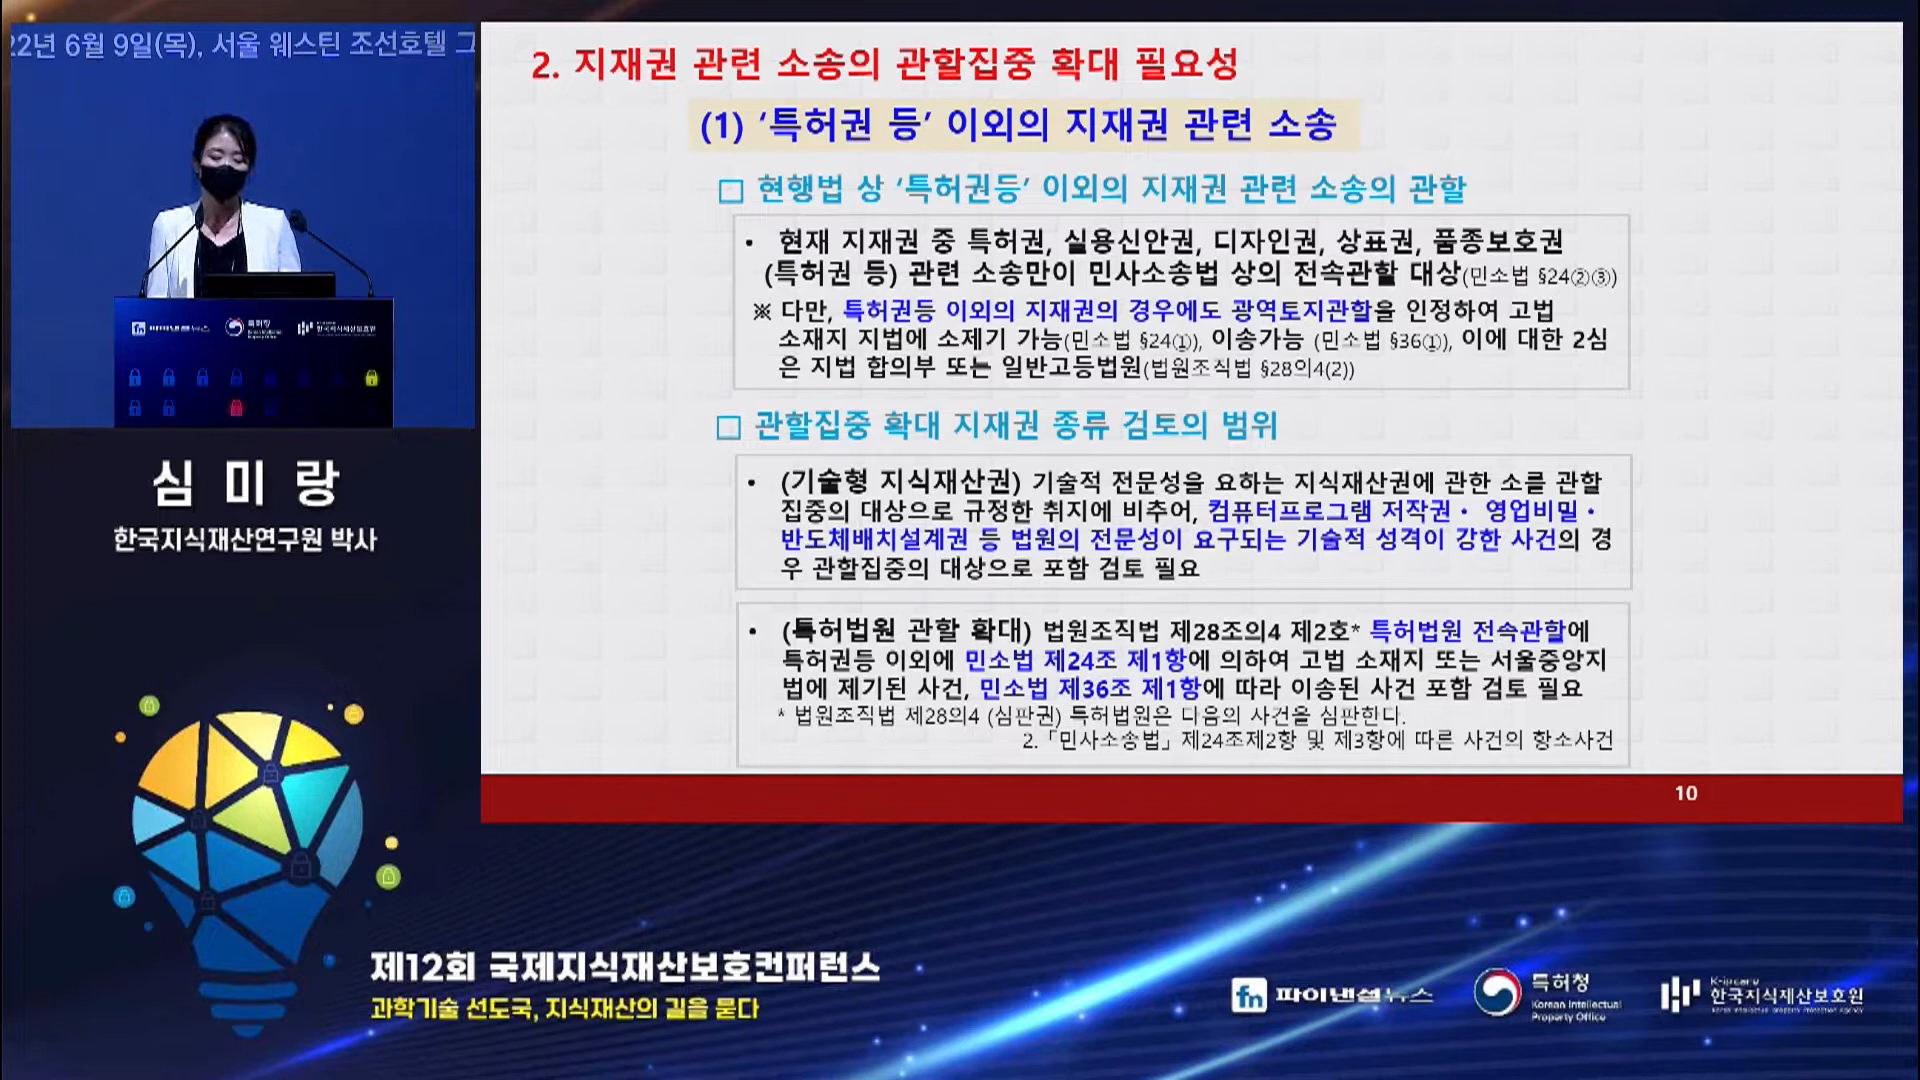 22년 6월 9일(목), 서울 웨스틴 조선호텔 그
파이낸셜뉴스
특허청
한국지식재산보호원
심 미 랑
한국지식재산연구원 박사
2. 지재권 관련 소송의 관할집중 확대 필요성
(1) ‘특허권 등’ 이외의 지재권 관련 소송
□ 현행법 상 ‘특허권등’ 이외의 지재권 관련 소송의 관할
• 현재 지재권 중 특허권, 실용신안권, 디자인권, 상표권, 품종보호권
(특허권 등) 관련 소송만이 민사소송법 상의 전속관할 대상(민소법 §24②③)
※ 다만, 특허권등 이외의 지재권의 경우에도 광역토지관할을 인정하여 고법
소재지 지법에 소제기 가능(민소법 §24①), 이송가능 (민소법 §36①), 이에 대한 2심
은 지법 합의부 또는 일반고등법원(법원조직법 §28의4(2))
□ 관할집중 확대 지재권 종류 검토의 범위
• (기술형 지식재산권) 기술적 전문성을 요하는 지식재산권에 관한 소를 관할
집중의 대상으로 규정한 취지에 비추어, 컴퓨터프로그램 저작권・ 영업비밀・
반도체배치설계권 등 법원의 전문성이 요구되는 기술적 성격이 강한 사건의 경
우 관할집중의 대상으로 포함 검토 필요
• (특허법원 관할 확대) 법원조직법 제28조의4 제2호* 특허법원 전속관할에
특허권등 이외에 민소법 제24조 제1항에 의하여 고법 소재지 또는 서울중앙지
법에 제기된 사건, 민소법 제36조 제1항에 따라 이송된 사건 포함 검토 필요
* 법원조직법 제28의4 (심판권) 특허법원은 다음의 사건을 심판한다.
2.「민사소송법」제24조제2항 및 제3항에 따른 사건의 항소사건
10
제12회 국제지식재산보호컨퍼런스
과학기술 선도국, 지식재산의 길을 묻다
fn 파이낸셜뉴스
특허청
Korean Intellectual
Property Office
한국지식재산보호원